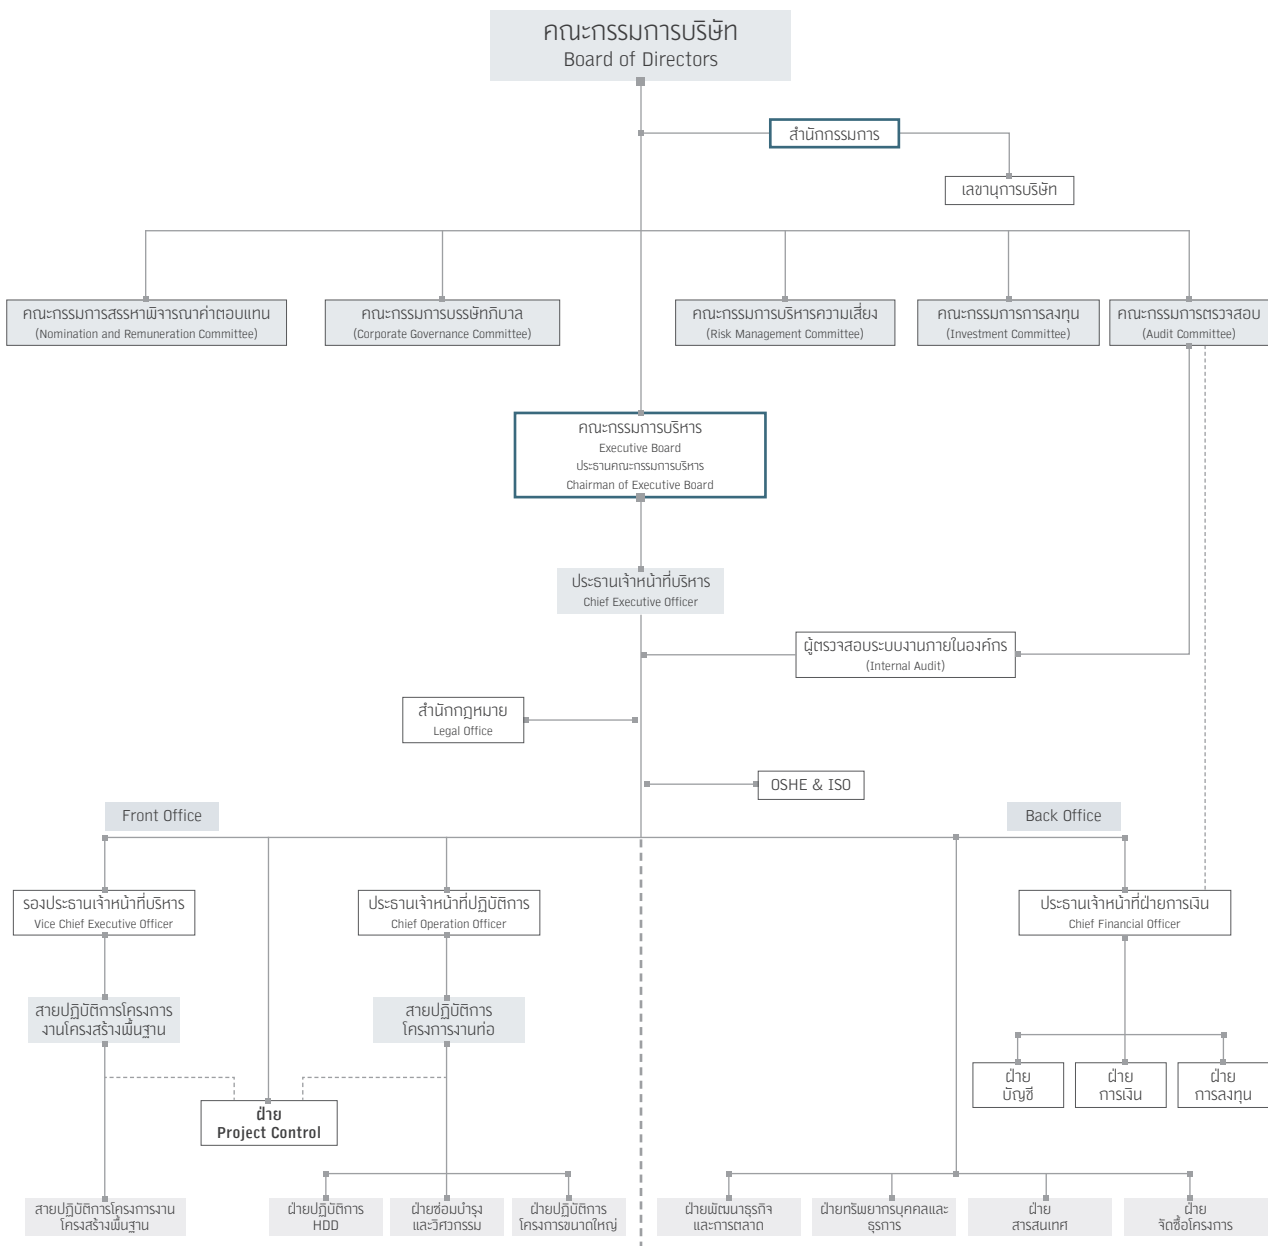 คณะกรรมการบริษัท
Board of Directors
สำนักกรรมการ
เลขานุการบริษัท
คณะกรรมการสรรหาพิจารณาค่าตอบแทน
(Nomination and Remuneration Committee)
คณะกรรมการบรรษัทภิบาล
(Corporate Governance Committee)
คณะกรรมการบริหารความเสี่ยง
(Risk Management Committee)
คณะกรรมการการลงทุน
(Investment Committee)
คณะกรรมการตรวจสอบ
(Audit Committee)
คณะกรรมการบริหาร
Executive Board
ประธานคณะกรรมการบริหาร
Chairman of Executive Board
ประธานเจ้าหน้าที่บริหาร
Chief Executive Officer
ผู้ตรวจสอบระบบงานภายในองค์กร
(Internal Audit)
สำนักกฎหมาย
Legal Office
OSHE & ISO
Front Office
Back Office
รองประธานเจ้าหน้าที่บริหาร
Vice Chief Executive Officer
ประธานเจ้าหน้าที่ปฏิบัติการ
Chief Operation Officer
ประธานเจ้าหน้าที่ฝ่ายการเงิน
Chief Financial Officer
สายปฏิบัติการโครงการ
งานโครงสร้างพื้นฐาน
สายปฏิบัติการ
โครงการงานท่อ
ฝ่าย
บัญชี
ฝ่าย
การเงิน
ฝ่าย
การลงทุน
ฝ่าย
Project Control
สายปฏิบัติการโครงการงาน
โครงสร้างพื้นฐาน
ฝ่ายปฏิบัติการ
HDD
ฝ่ายซ่อมบำรุง
และวิศวกรรม
ฝ่ายปฏิบัติการ
โครงการขนาดใหญ่
ฝ่ายพัฒนาธุรกิจ
และการตลาด
ฝ่ายทรัพยากรบุคคลและ
ธุรการ
ฝ่าย
สารสนเทศ
ฝ่าย
จัดซื้อโครงการ